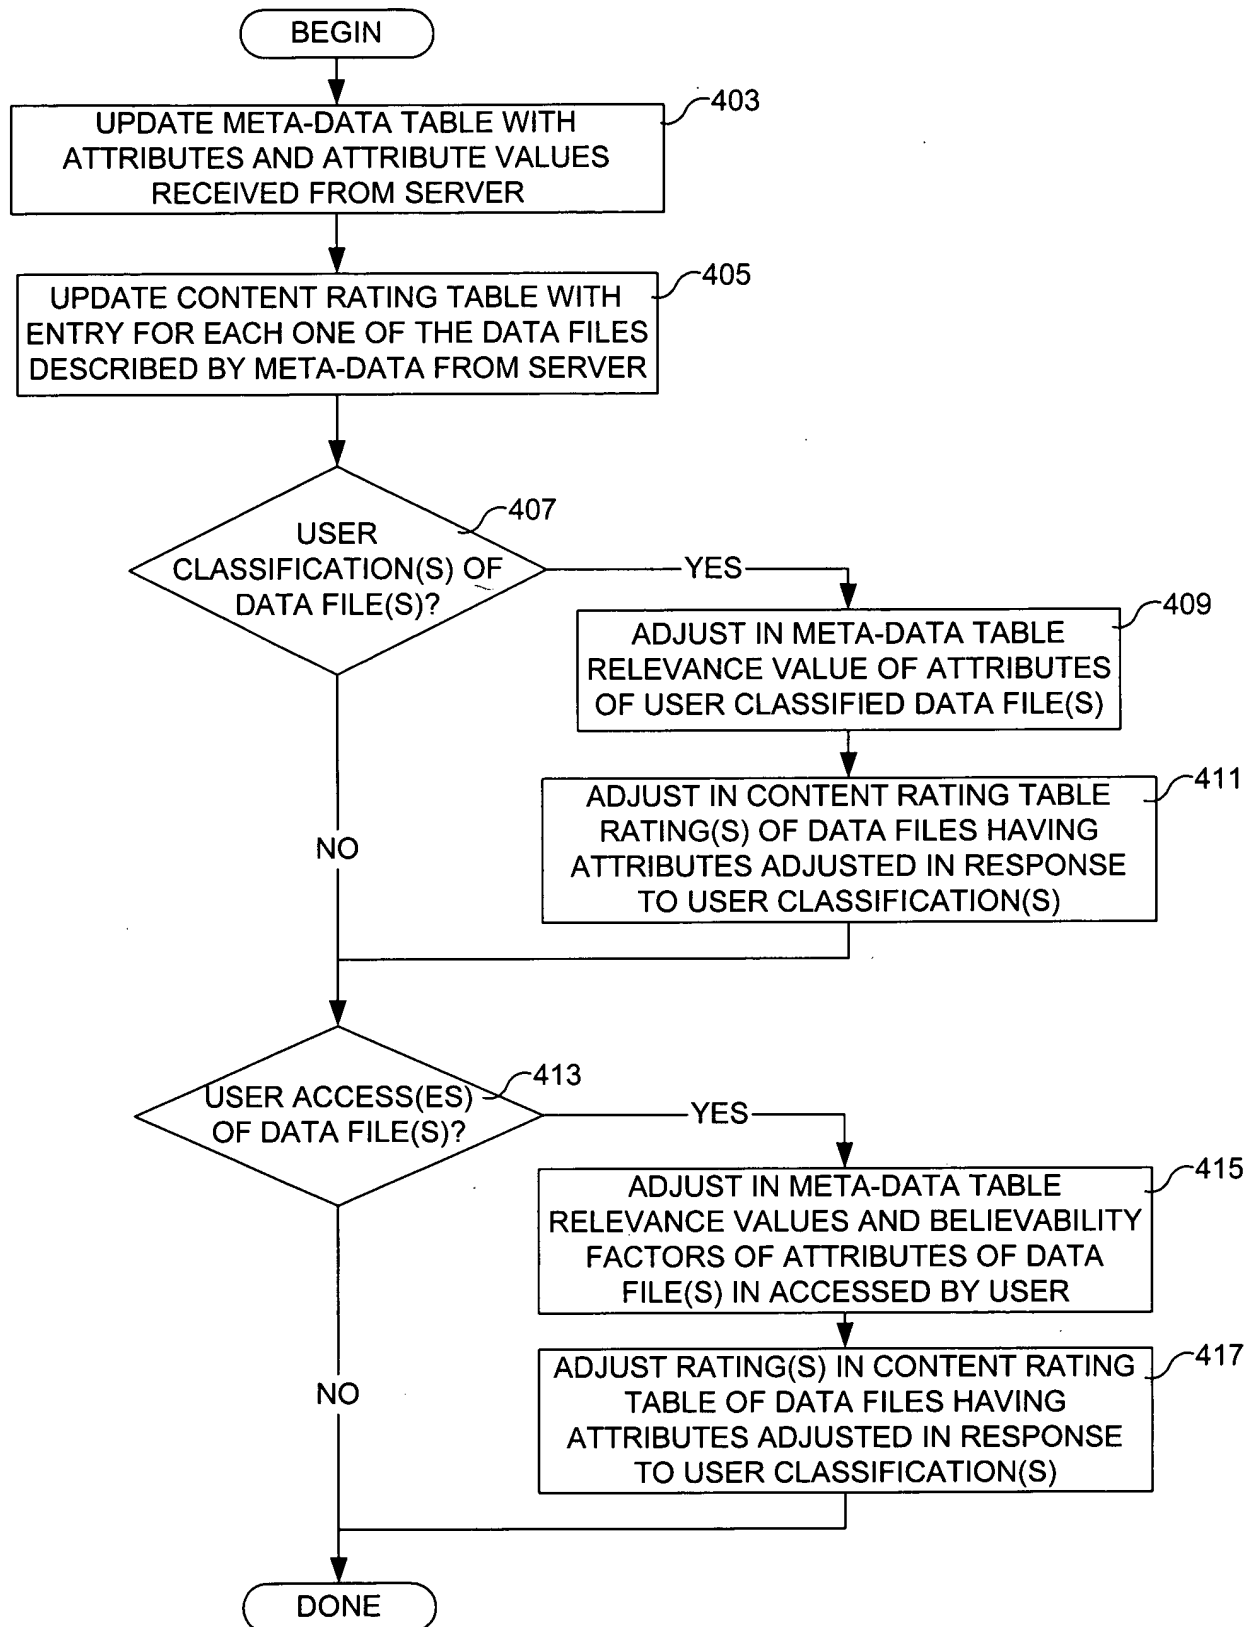 BEGIN
403
UPDATE META-DATA TABLE WITH
ATTRIBUTES AND ATTRIBUTE VALUES
RECEIVED FROM SERVER
405
UPDATE CONTENT RATING TABLE WITH
ENTRY FOR EACH ONE OF THE DATA FILES
DESCRIBED BY META-DATA FROM SERVER
407
USER
CLASSIFICATION(S) OF
DATA FILE(S)?
YES
409
ADJUST IN META-DATA TABLE
RELEVANCE VALUE OF ATTRIBUTES
OF USER CLASSIFIED DATA FILE(S)
411
ADJUST IN CONTENT RATING TABLE
RATING(S) OF DATA FILES HAVING
ATTRIBUTES ADJUSTED IN RESPONSE
TO USER CLASSIFICATION(S)
NO
413
USER ACCESS(ES)
OF DATA FILE(S)?
YES
415
ADJUST IN META-DATA TABLE
RELEVANCE VALUES AND BELIEVABILITY
FACTORS OF ATTRIBUTES OF DATA
FILE(S) IN ACCESSED BY USER
417
ADJUST RATING(S) IN CONTENT RATING
TABLE OF DATA FILES HAVING
ATTRIBUTES ADJUSTED IN RESPONSE
TO USER CLASSIFICATION(S)
NO
DONE